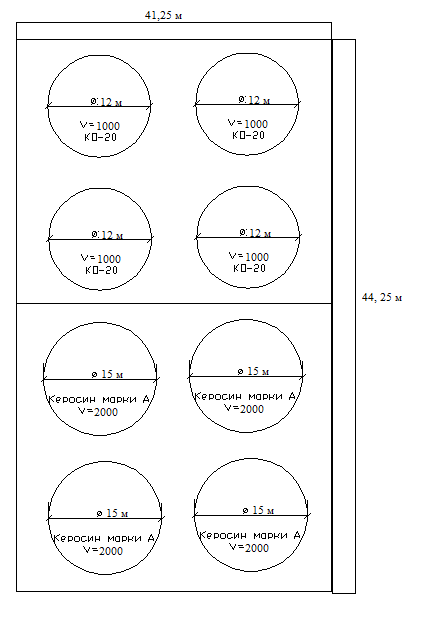 41,25 м
⌀ 12 м
V=1000
КО-20
⌀ 12 м
V=1000
КО-20
⌀ 12 м
V=1000
КО-20
⌀ 12 м
V=1000
КО-20
44, 25 м
⌀ 15 м
Керосин марки А
V=2000
⌀ 15 м
Керосин марки А
V=2000
⌀ 15 м
Керосин марки А
V=2000
⌀ 15 м
Керосин марки А
V=2000